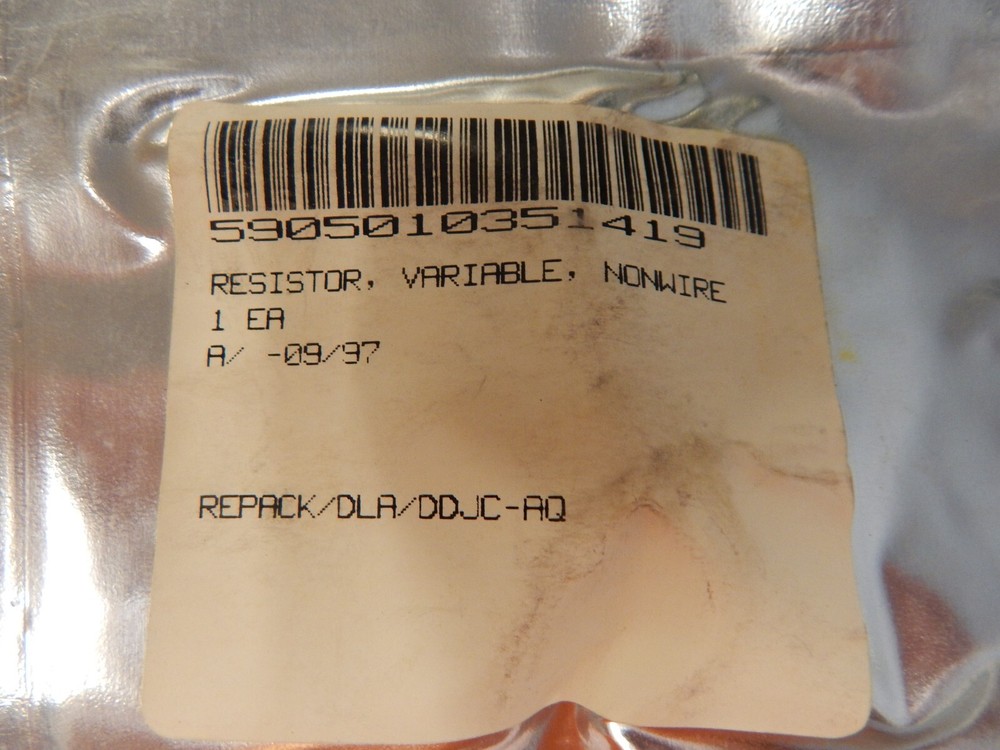 5905010351419
RESISTOR, VARIABLE, NONWIRE
1 EA
A/ -09/97
REPACK/DLA/DDJC-AQ